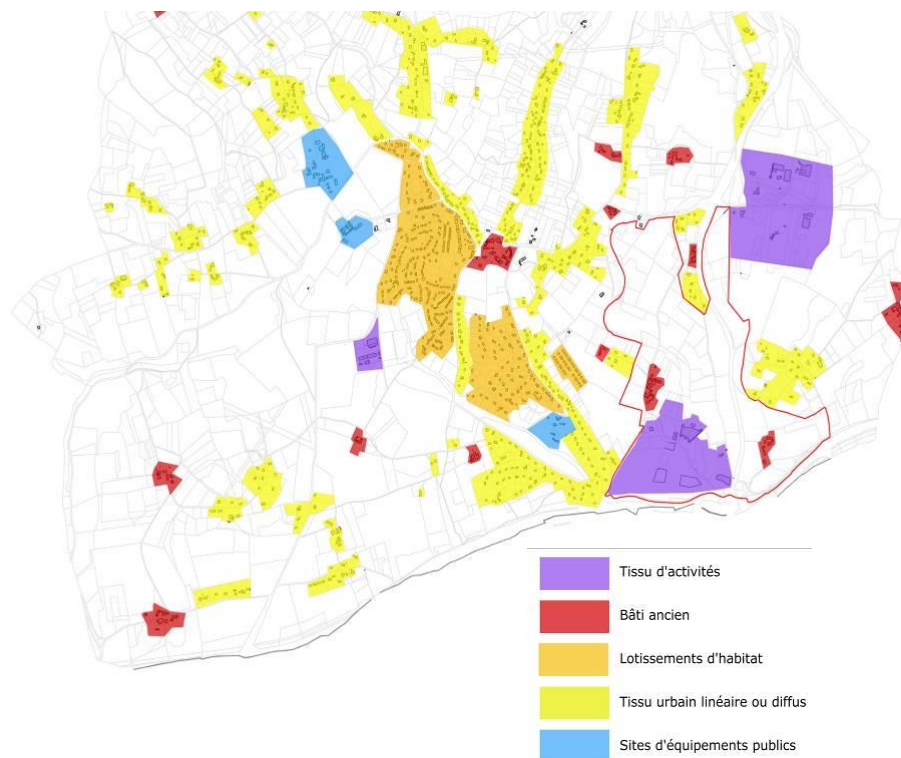 Tissu d'activités
Bâti ancien
Lotissements d'habitat
Tissu urbain linéaire ou diffus
Sites d'équipements publics